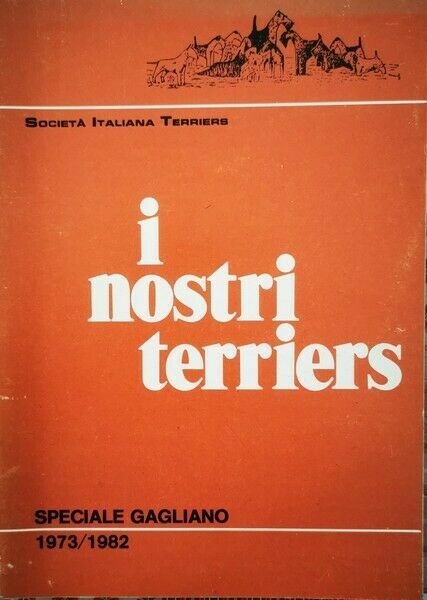 SOCIETÀ ITALIANA TERRIERS
i
nostri
terriers
SPECIALE GAGLIANO
1973/1982